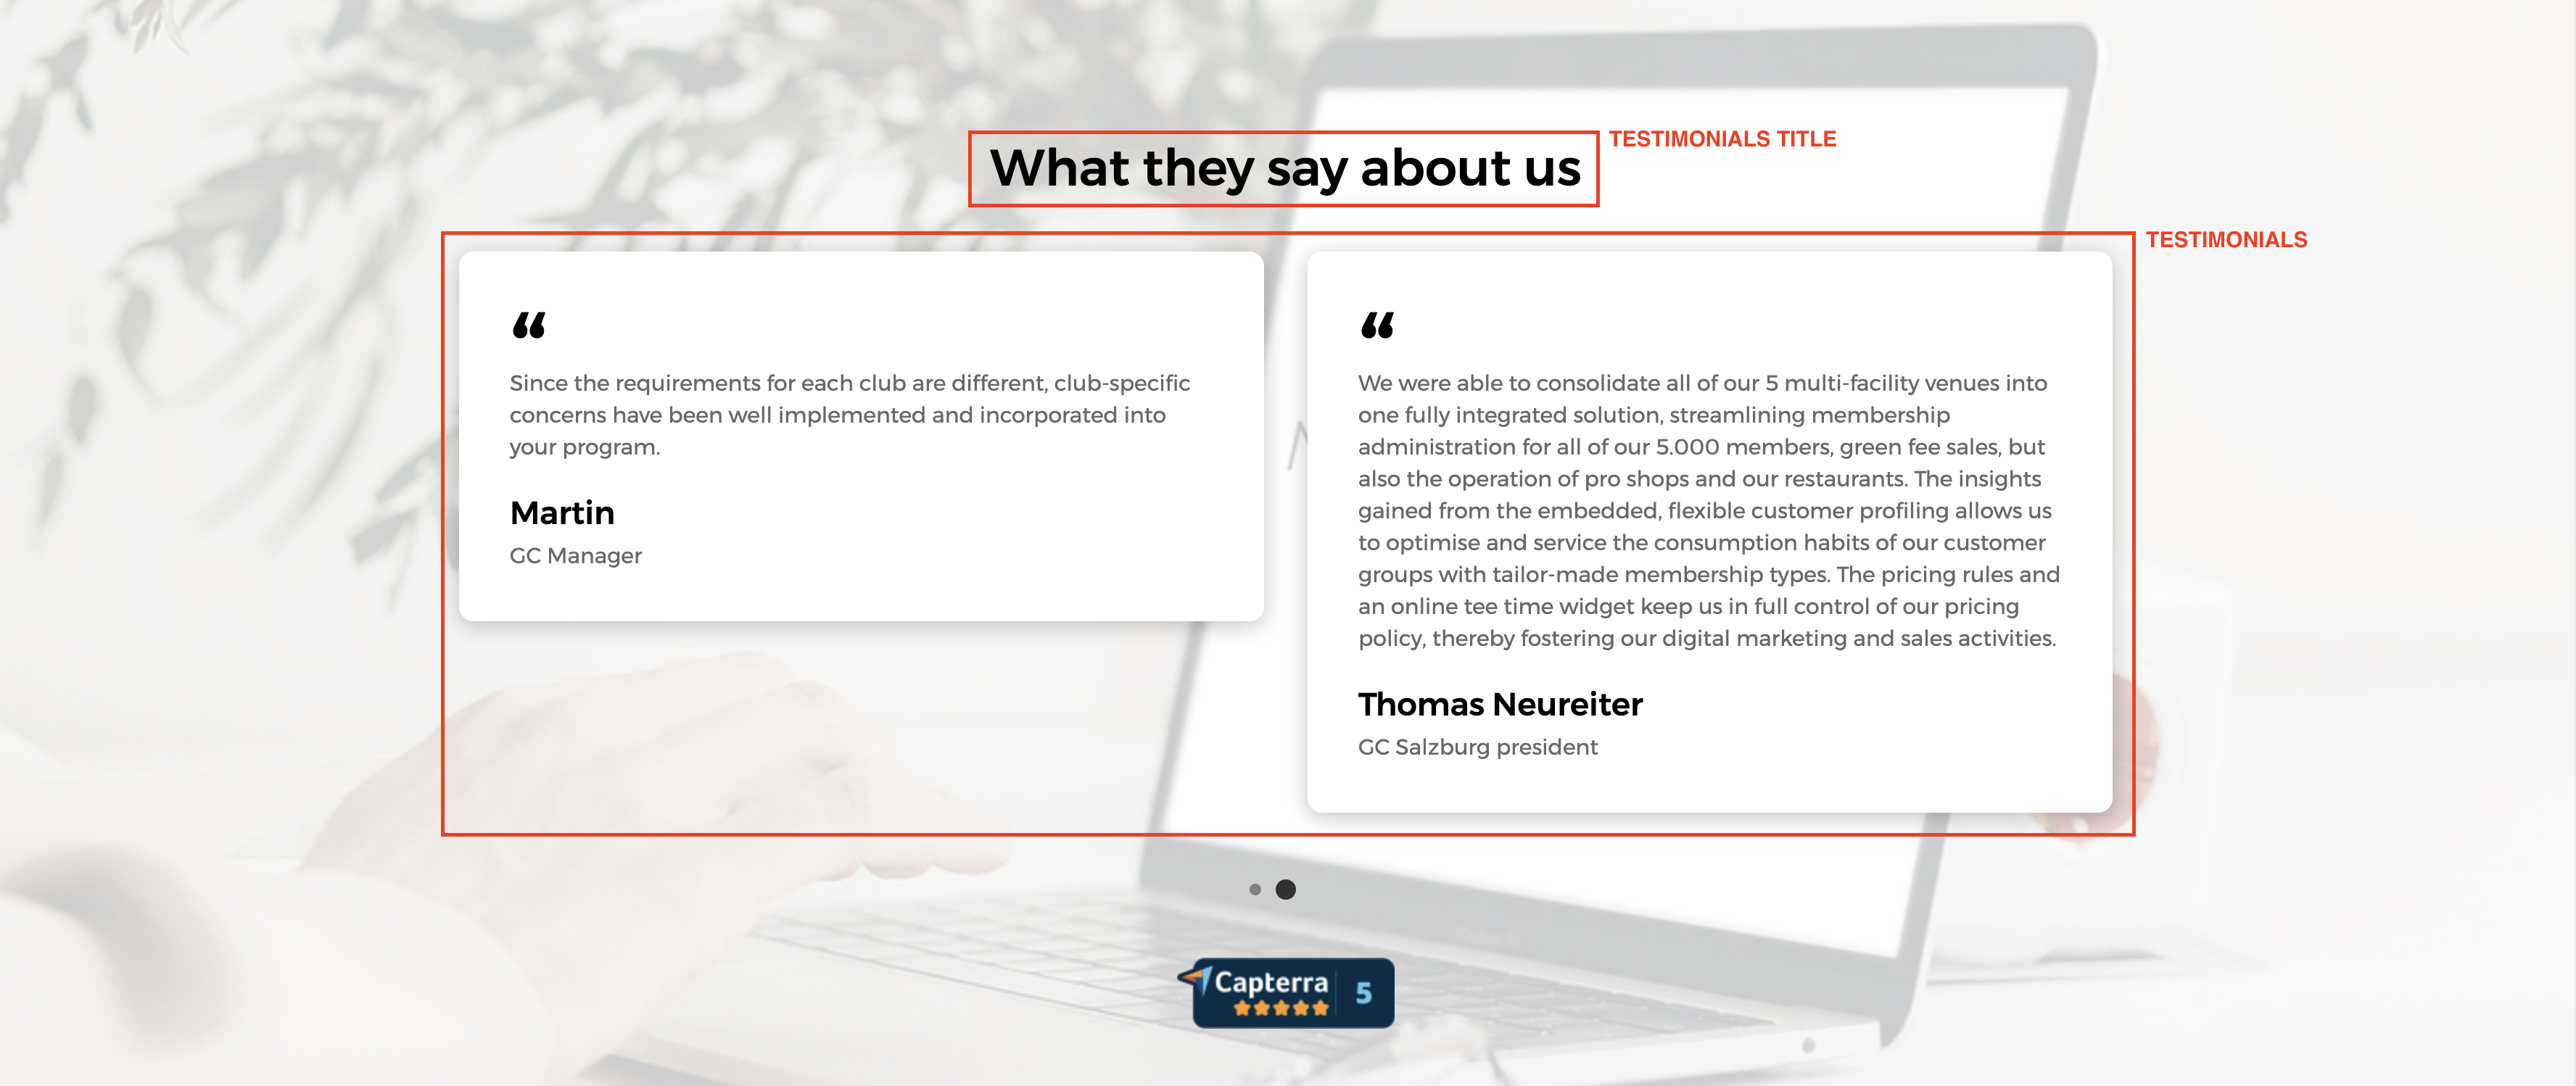 What they say about us
TESTIMONIALS TITLE
TESTIMONIALS
“
Since the requirements for each club are different, club-specific
concerns have been well implemented and incorporated into
your program.
Martin
GC Manager
“
We were able to consolidate all of our 5 multi-facility venues into
one fully integrated solution, streamlining membership
administration for all of our 5.000 members, green fee sales, but
also the operation of pro shops and our restaurants. The insights
gained from the embedded, flexible customer profiling allows us
to optimise and service the consumption habits of our customer
groups with tailor-made membership types. The pricing rules and
an online tee time widget keep us in full control of our pricing
policy, thereby fostering our digital marketing and sales activities.
Thomas Neureiter
GC Salzburg president
Capterra 5